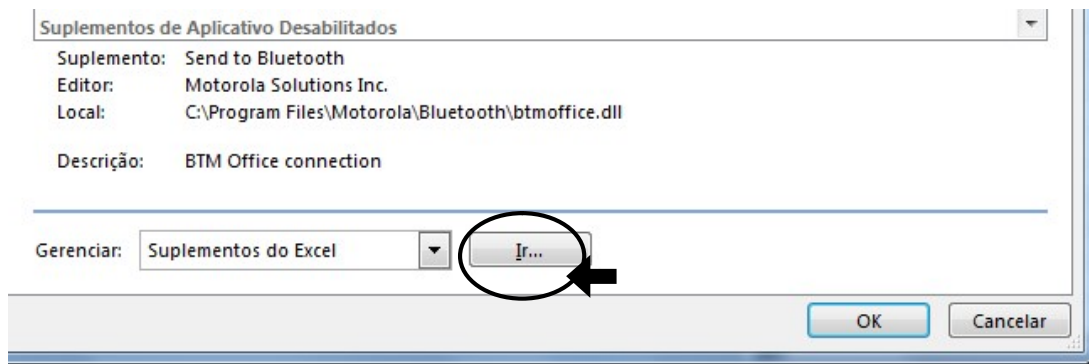 Suplementos de Aplicativo Desabilitados
Suplemento: Send to Bluetooth
Editor: Motorola Solutions Inc.
Local: C:\Program Files\Motorola\Bluetooth\btmoffice.dll
Descrição: BTM Office connection
Gerenciar: Suplementos do Excel Ir...
OK Cancelar